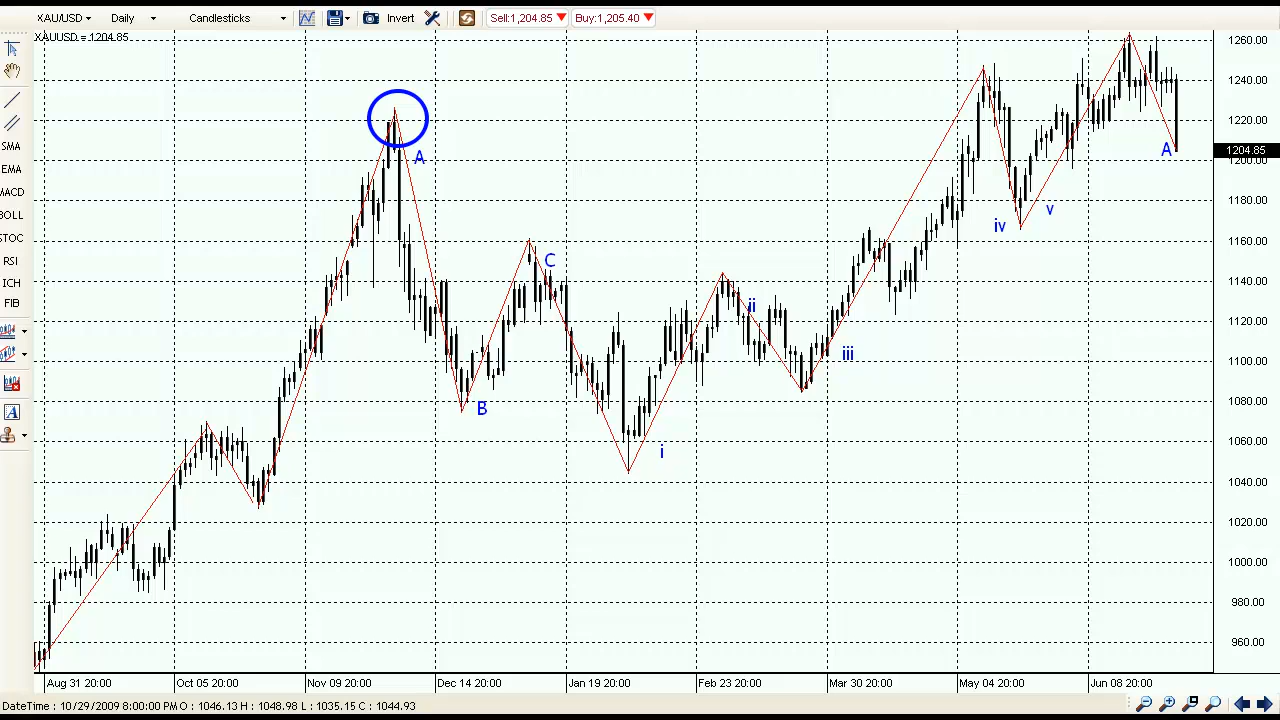 XAU/USD Daily Candlesticks Invert Sell:1,204.85 Buy:1,205.40
XAUUSD = 1204.85
SMA
EMA
MACD
BOLL
STOC
RSI
ICH
FIB
A
A
A
B
C
i
ii
iii
iv
v
1260.00
1240.00
1220.00
1204.85
1200.00
1180.00
1160.00
1140.00
1120.00
1100.00
1080.00
1060.00
1040.00
1020.00
1000.00
980.00
960.00
Aug 31 20:00 Oct 05 20:00 Nov 09 20:00 Dec 14 20:00 Jan 19 20:00 Feb 23 20:00 Mar 30 20:00 May 04 20:00 Jun 08 20:00
DateTime : 10/29/2009 8:00:00 PM O : 1046.13 H : 1048.98 L : 1035.15 C : 1044.93